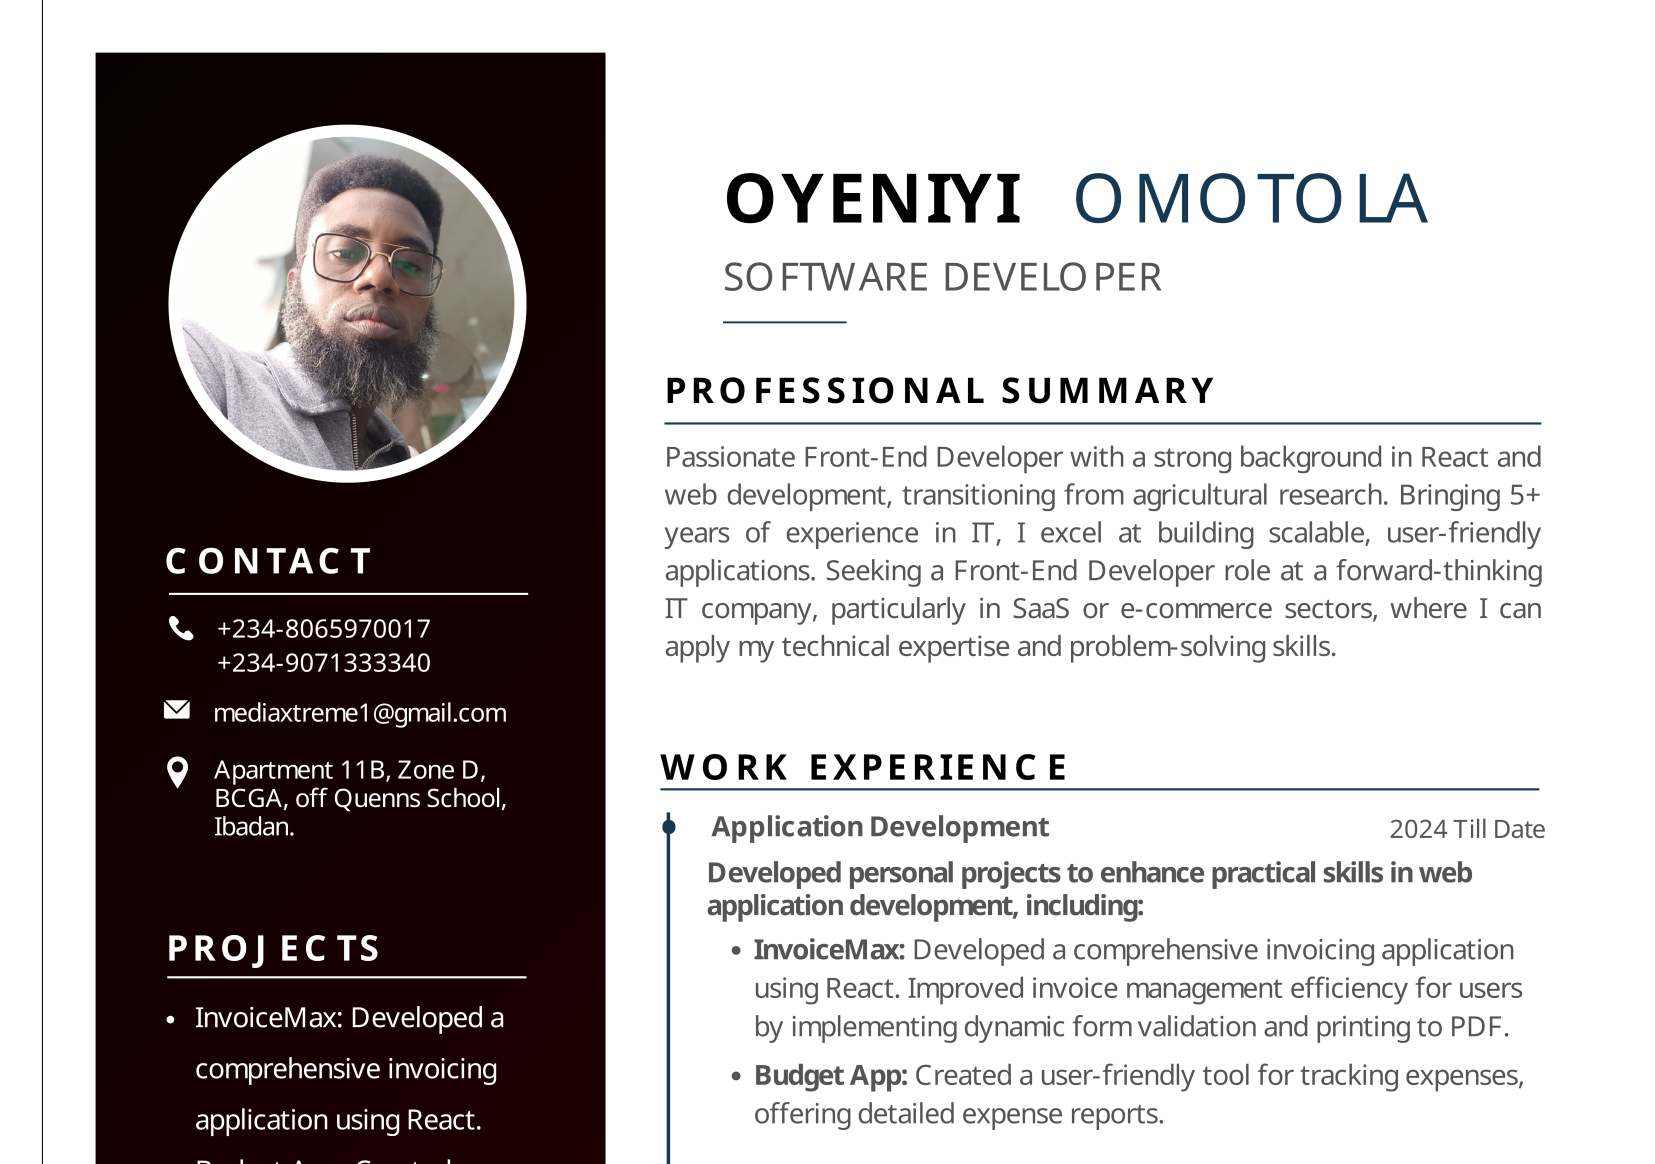 OYENIYI OMOTOLA
SOFTWARE DEVELOPER
CONTACT
+234-8065970017
+234-9071333340
mediaxtreme1@gmail.com
Apartment 11B, Zone D,
BCGA, off Quenns School,
Ibadan.
PROJECTS
• InvoiceMax: Developed a
comprehensive invoicing
application using React.
PROFESSIONAL SUMMARY
Passionate Front-End Developer with a strong background in React and
web development, transitioning from agricultural research. Bringing 5+
years of experience in IT, I excel at building scalable, user-friendly
applications. Seeking a Front-End Developer role at a forward-thinking
IT company, particularly in SaaS or e-commerce sectors, where I can
apply my technical expertise and problem-solving skills.
WORK EXPERIENCE
Application Development 2024 Till Date
Developed personal projects to enhance practical skills in web
application development, including:
• InvoiceMax: Developed a comprehensive invoicing application
using React. Improved invoice management efficiency for users
by implementing dynamic form validation and printing to PDF.
• Budget App: Created a user-friendly tool for tracking expenses,
offering detailed expense reports.